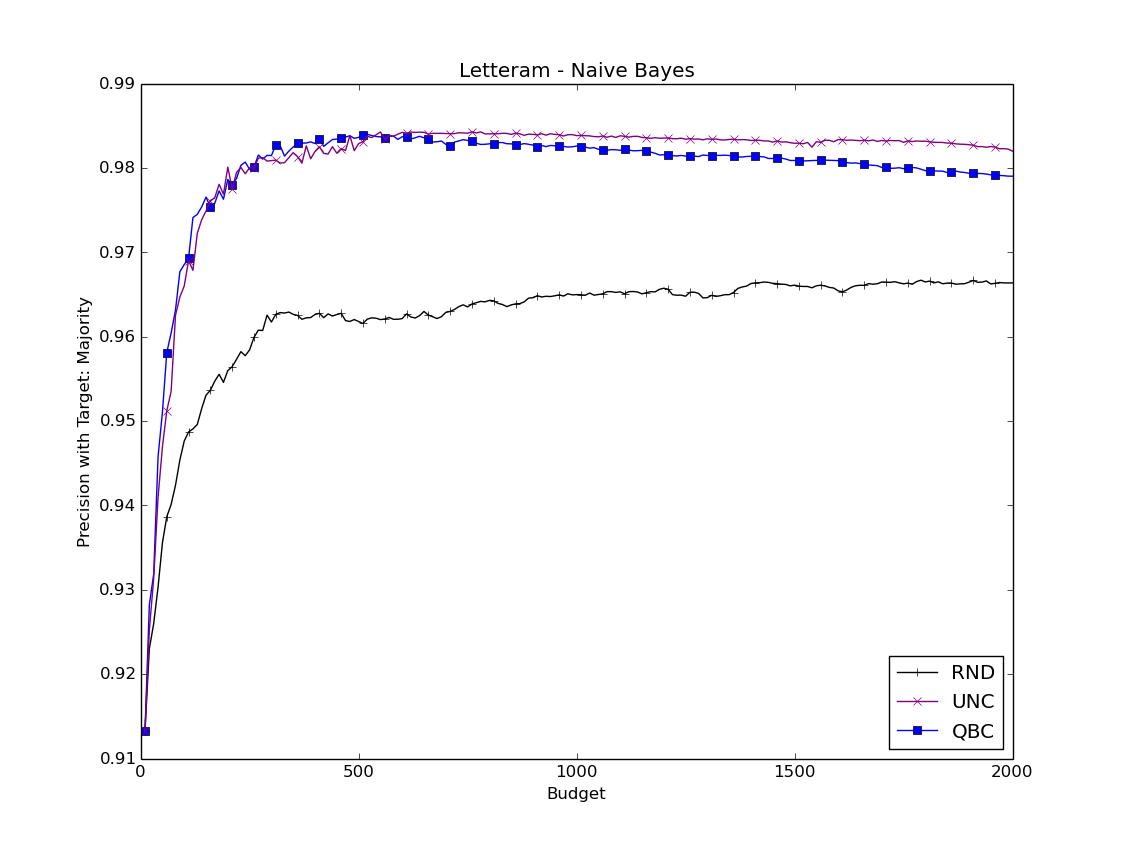 Letteram - Naive Bayes
0.99
0.98
0.97
0.96
0.95
0.94
0.93
0.92
0.91
Precision with Target: Majority
0
500
1000
1500
2000
Budget
RND
UNC
QBC